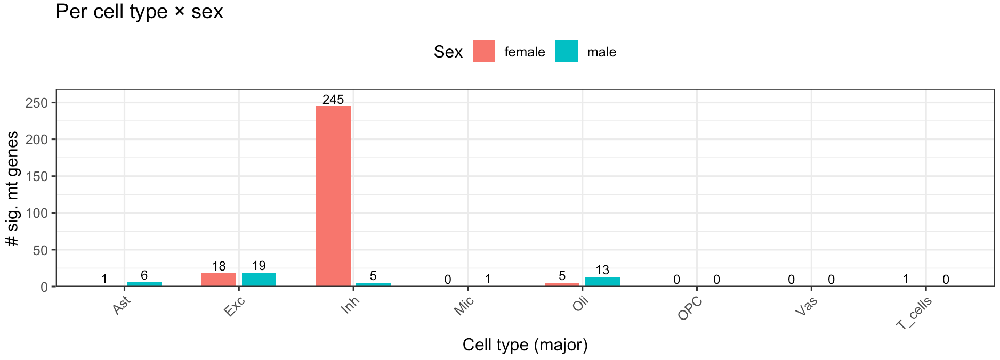 Per cell type × sex
Sex female male
# sig. mt genes
250
200
150
100
50
0
1 6 18 19 245 5 0 1 5 13 0 0 0 0 1 0
Ast Exc Inh Mic Oli OPC Vas T_cells
Cell type (major)